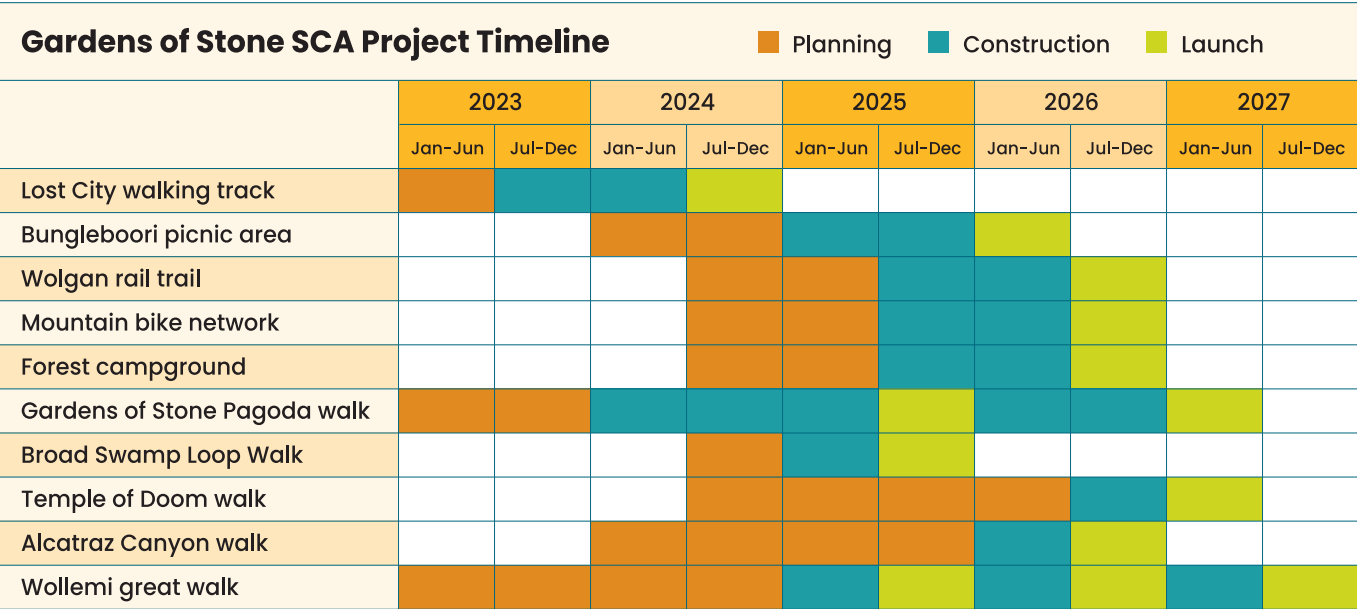 Gardens of Stone SCA Project Timeline Planning Construction Launch
2023 2024 2025 2026 2027
Jan-Jun Jul-Dec Jan-Jun Jul-Dec Jan-Jun Jul-Dec Jan-Jun Jul-Dec Jan-Jun Jul-Dec
Lost City walking track
Bungleboori picnic area
Wolgan rail trail
Mountain bike network
Forest campground
Gardens of Stone Pagoda walk
Broad Swamp Loop Walk
Temple of Doom walk
Alcatraz Canyon walk
Wollemi great walk